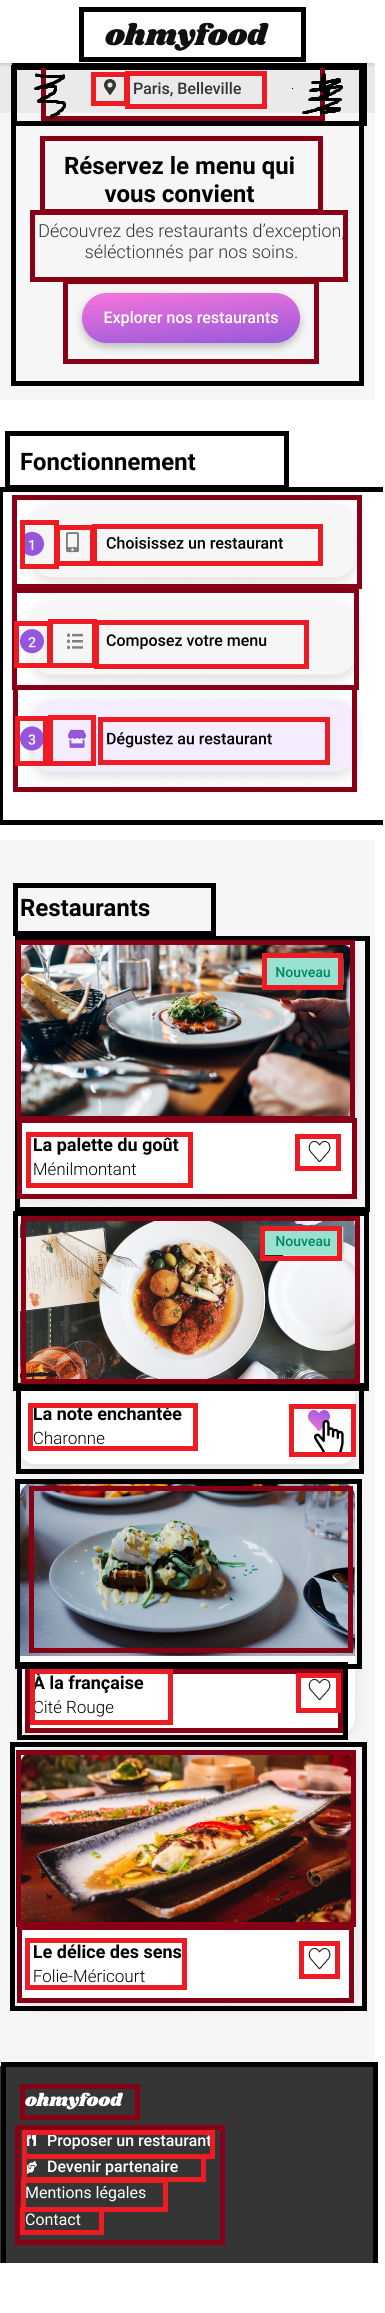 ohmyfood
Paris, Belleville
Réservez le menu qui
vous convient
Découvrez des restaurants d'exception,
séléctionnés par nos soins.
Explorer nos restaurants
Fonctionnement
1 Choisissez un restaurant
2 Composez votre menu
3 Dégustez au restaurant
Restaurants
Nouveau
La palette du goût
Ménilmontant
Nouveau
La note enchantée
Charonne
À la française
Cité Rouge
Le délice des sens
Folie-Méricourt
ohmyfood
Proposer un restaurant
Devenir partenaire
Mentions légales
Contact